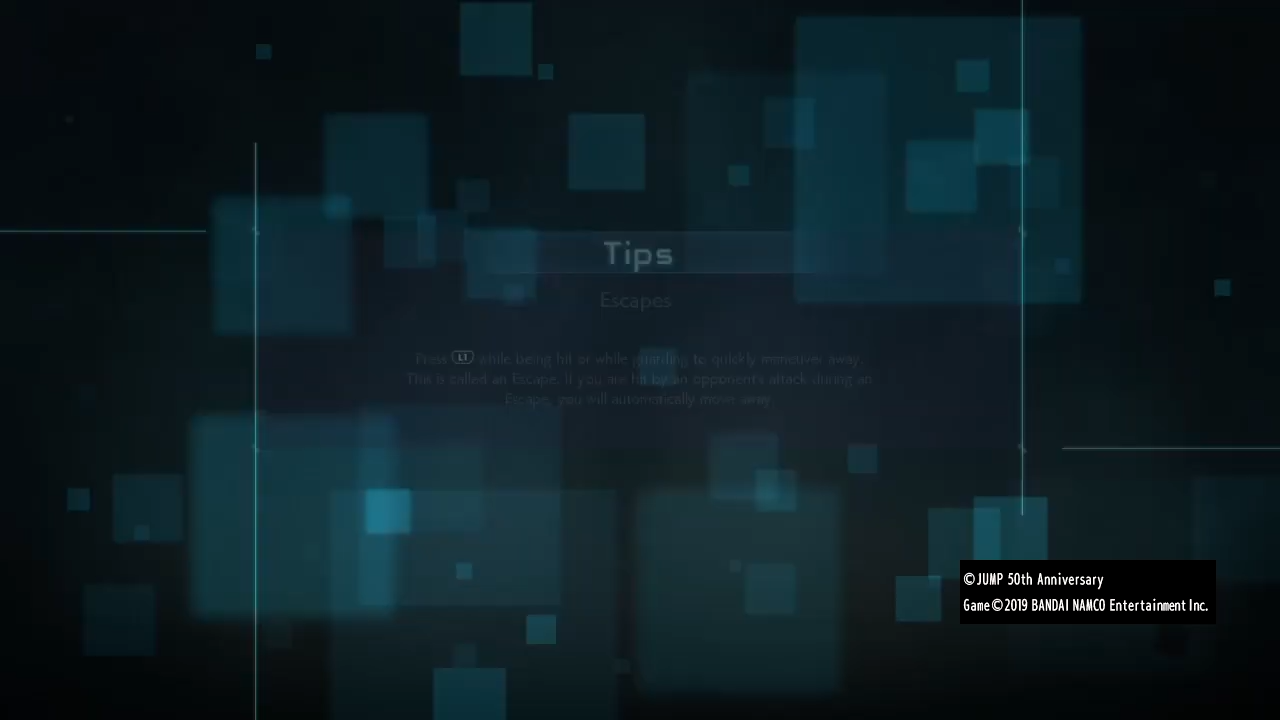 Tips
Escapes
Press L1 while being hit or while guarding to quickly maneuver away.
This is called an Escape. If you are hit by an opponent's attack during an
Escape, you will automatically move away.
©JUMP 50th Anniversary
Game©2019 BANDAI NAMCO Entertainment Inc.